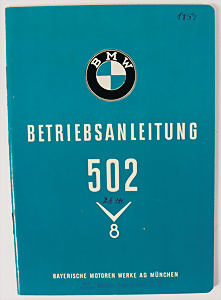 BMW
BETRIEBSANLEITUNG
502
8
BAYERISCHE MOTOREN WERKE AG MÜNCHEN